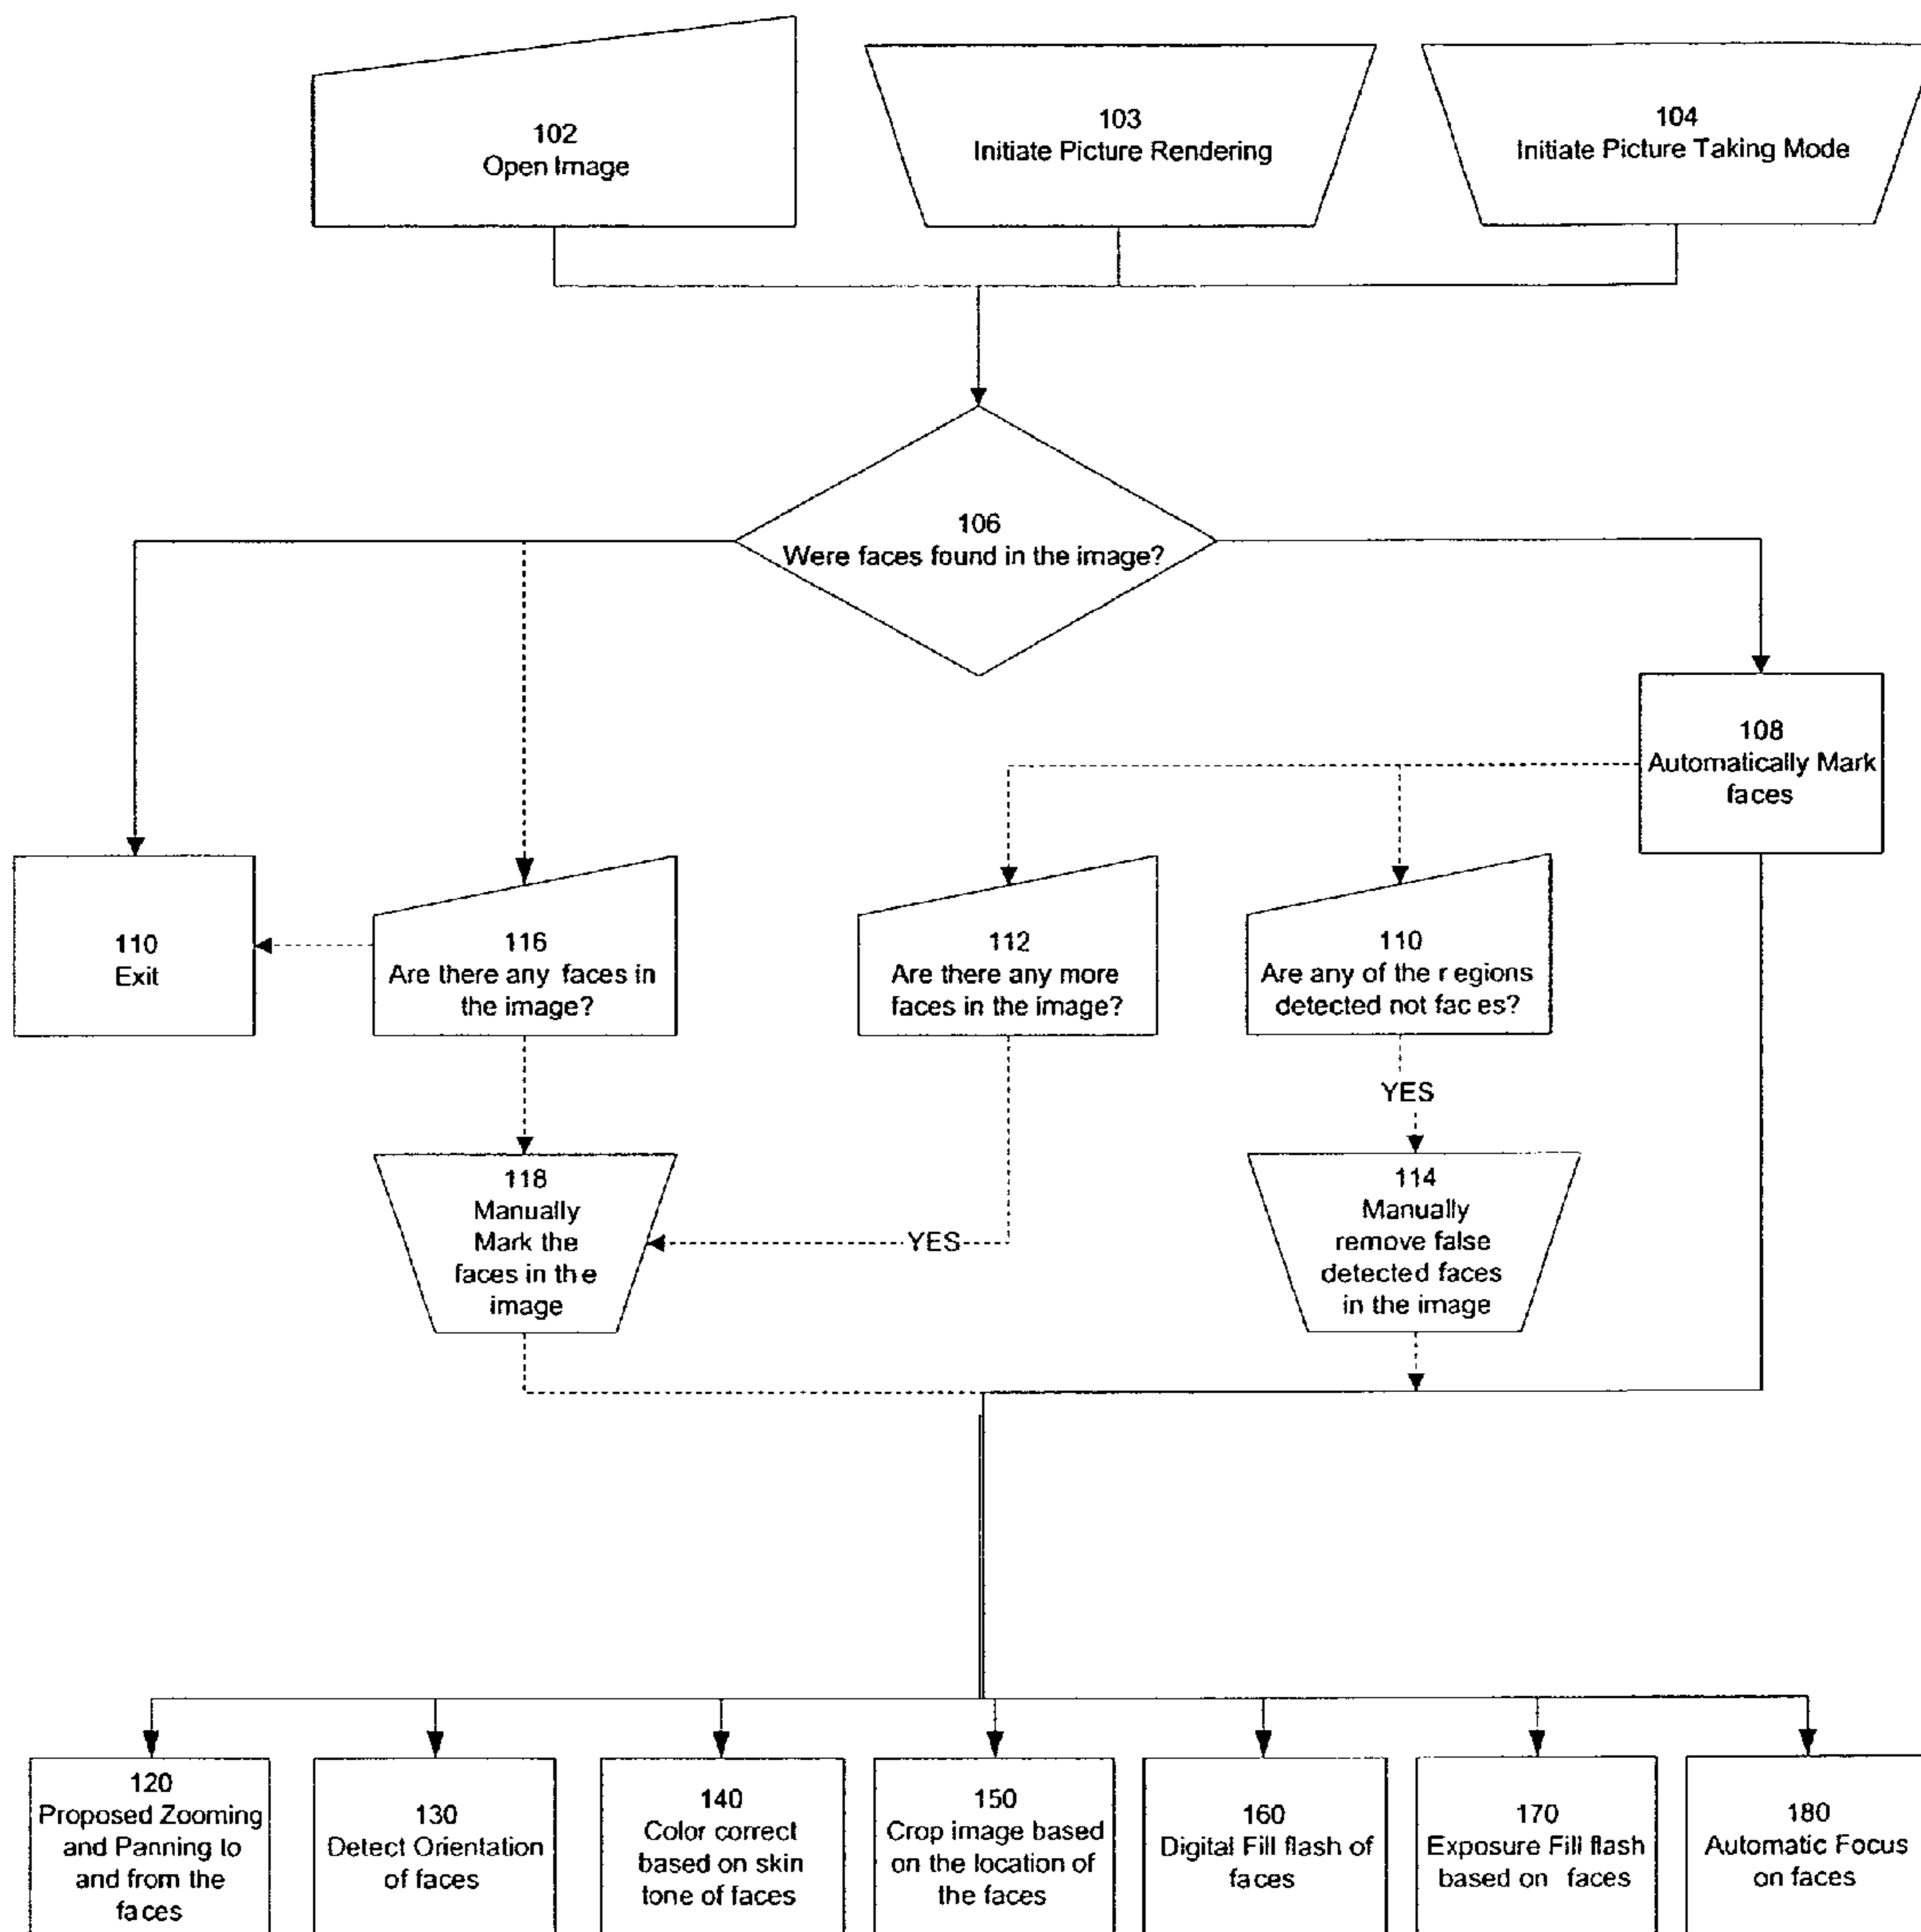 102
Open Image
103
Initiate Picture Rendering
104
Initiate Picture Taking Mode
106
Were faces found in the image?
108
Automatically Mark
faces
110
Exit
116
Are there any faces in
the image?
112
Are there any more
faces in the image?
110
Are any of the regions
detected not faces?
YES
118
Manually
Mark the
faces in the
image
YES
114
Manually
remove false
detected faces
in the image
120
Proposed Zooming
and Panning to
and from the
faces
130
Detect Orientation
of faces
140
Color correct
based on skin
tone of faces
150
Crop image based
on the location of
the faces
160
Digital Fill flash of
faces
170
Exposure Fill flash
based on faces
180
Automatic Focus
on faces